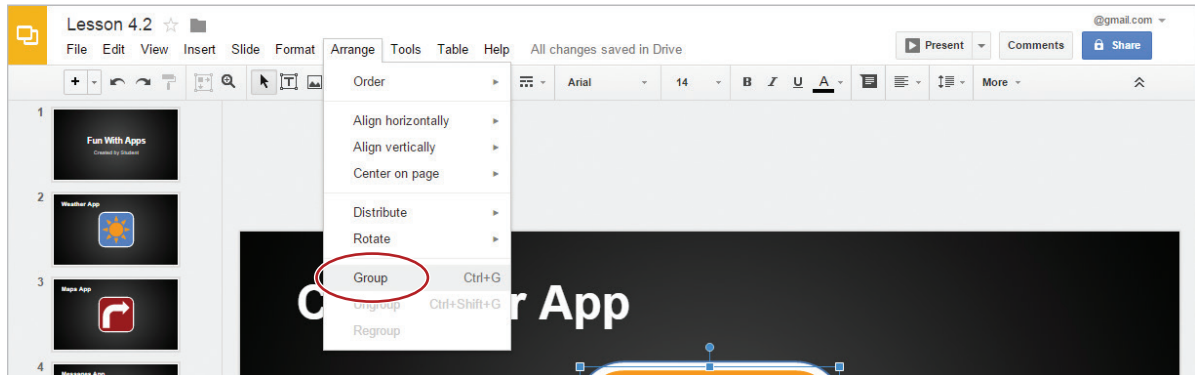 @gmail.com
Lesson 4.2
File Edit View Insert Slide Format Arrange Tools Table Help All changes saved in Drive
Present Comments Share
Arial 14 B I U A More
Order
Align horizontally
Align vertically
Center on page
Distribute
Rotate
Group Ctrl+G
Ungroup Ctrl+Shift+G
Regroup
1
Fun With Apps
Created by Student
2
Weather App
3
Maps App
4
Messages App
C r App